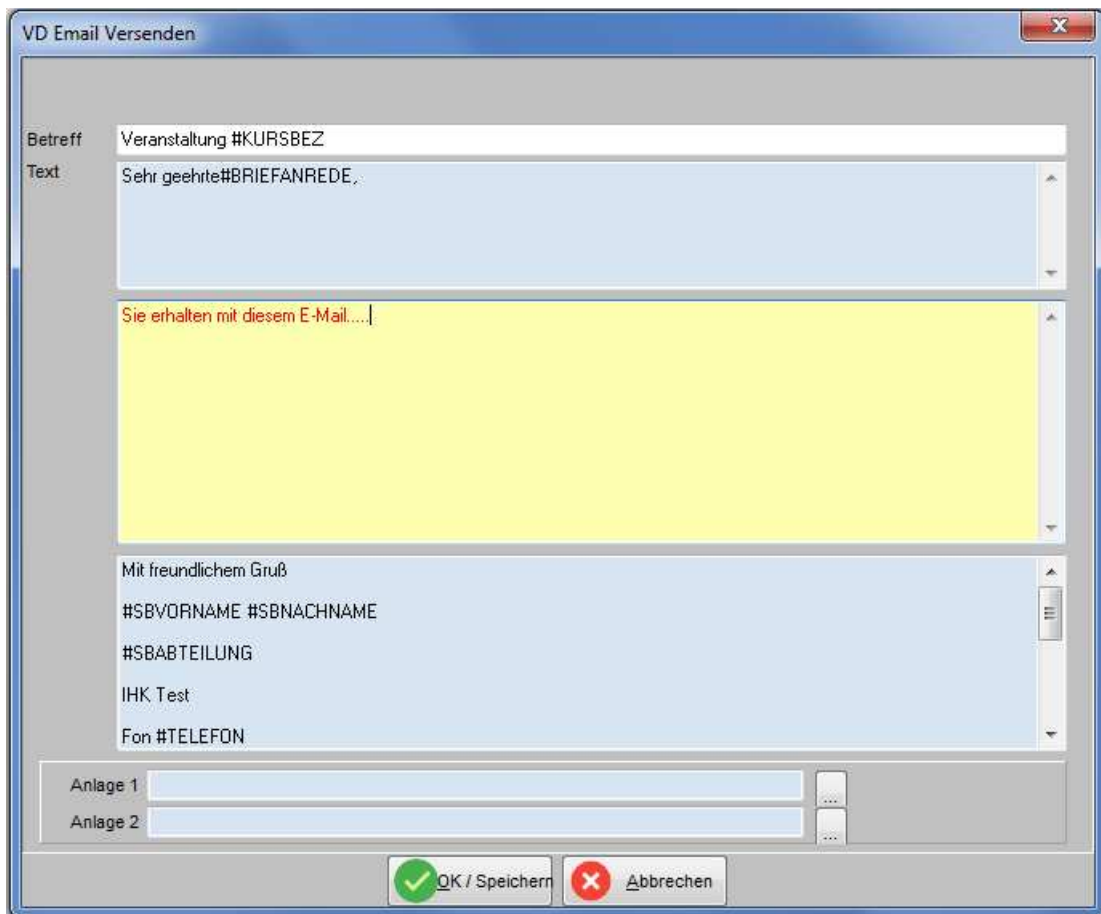 VD Email Versenden
Betreff Veranstaltung #KURSBEZ
Text Sehr geehrte#BRIEFANREDE,
Sie erhalten mit diesem E-Mail.....
Mit freundlichem Gruß
#SBVORNAME #SBNACHNAME
#SBABTEILUNG
IHK Test
Fon #TELEFON
Anlage 1 ...
Anlage 2 ...
OK / Speichern Abbrechen